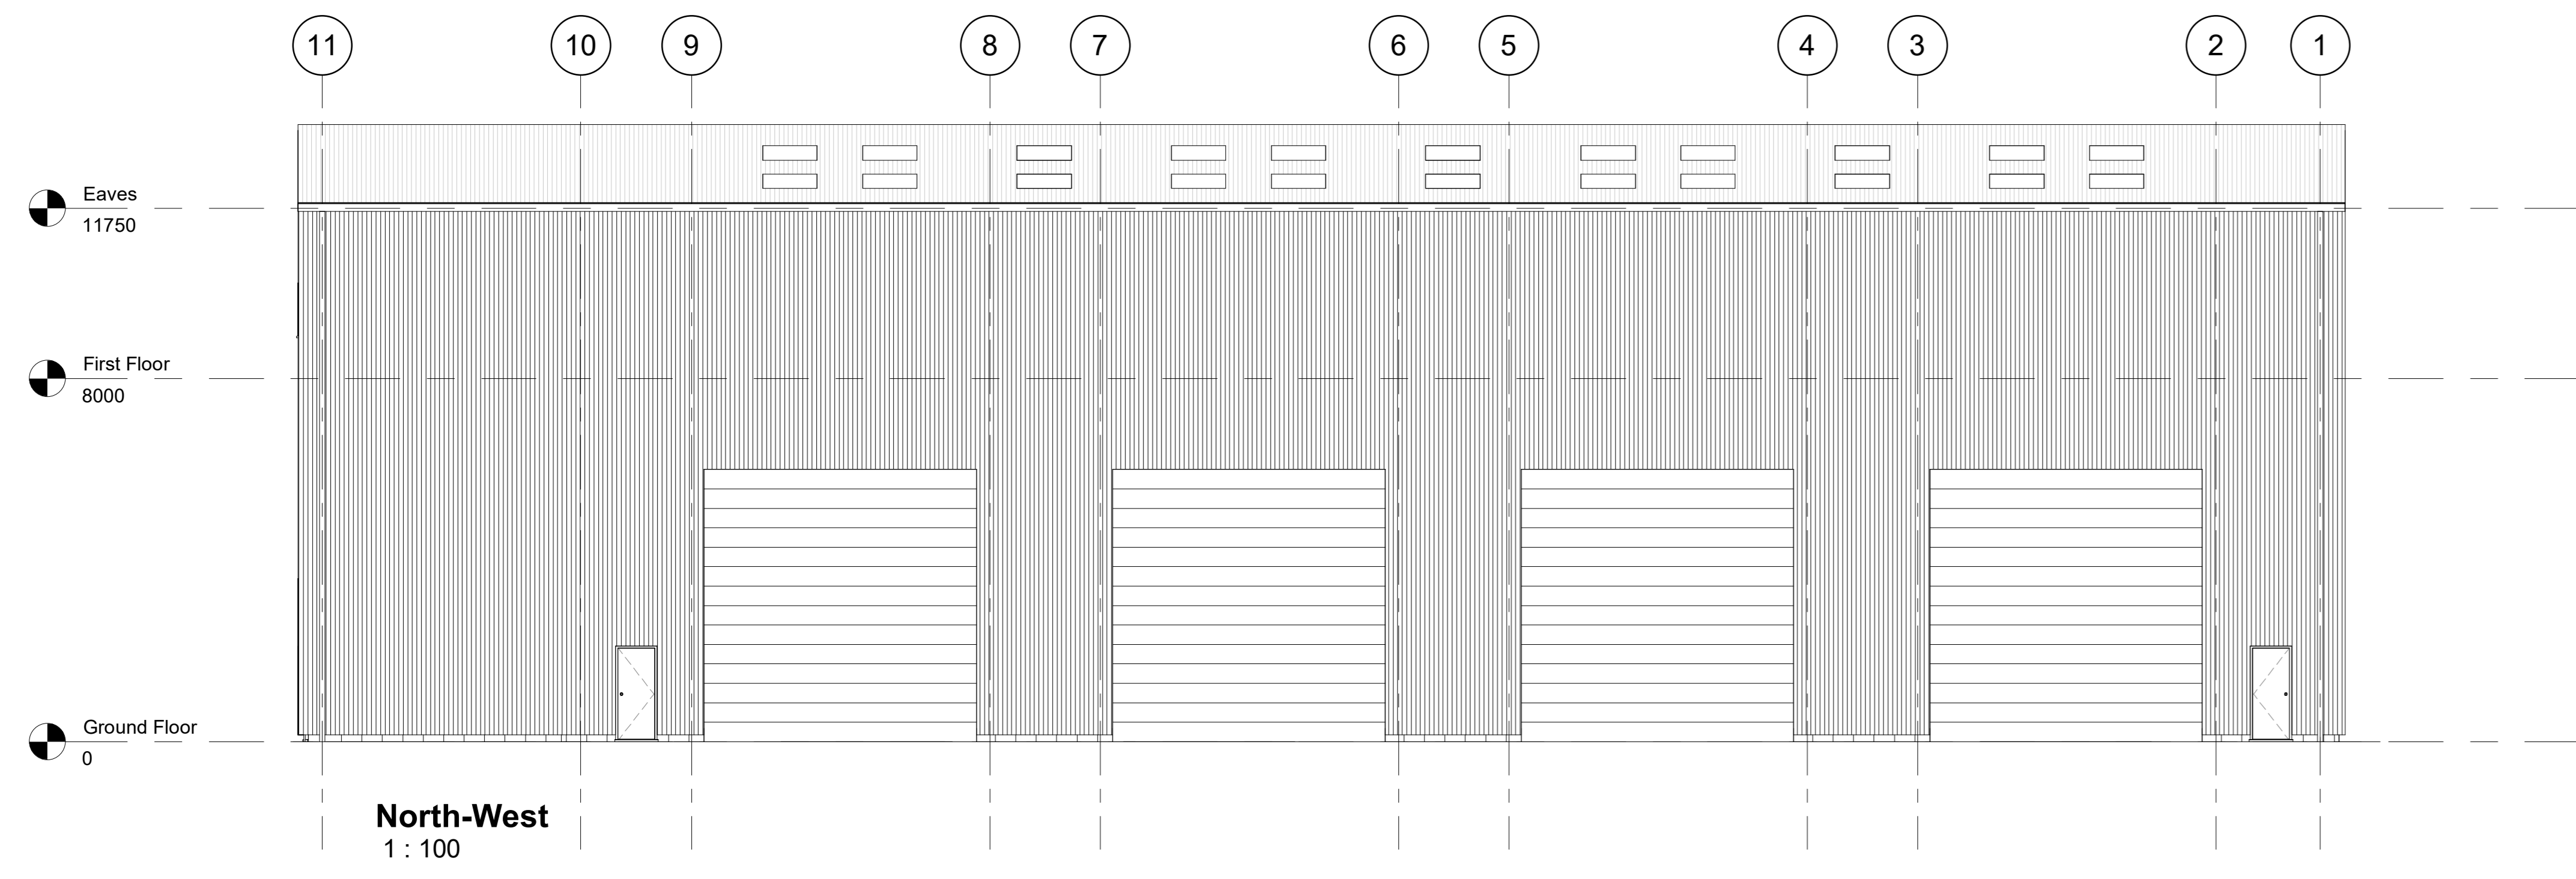 11 10 9 8 7 6 5 4 3 2 1
Eaves
11750
First Floor
8000
Ground Floor
0
North-West
1 : 100